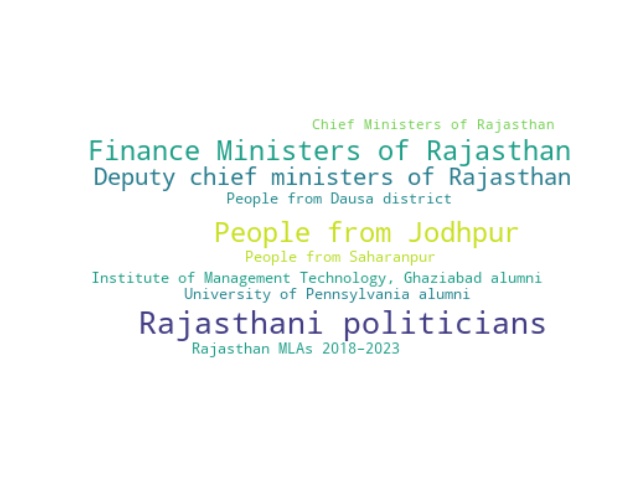 Chief Ministers of Rajasthan
Finance Ministers of Rajasthan
Deputy chief ministers of Rajasthan
People from Dausa district
People from Jodhpur
People from Saharanpur
Institute of Management Technology, Ghaziabad alumni
University of Pennsylvania alumni
Rajasthani politicians
Rajasthan MLAs 2018–2023